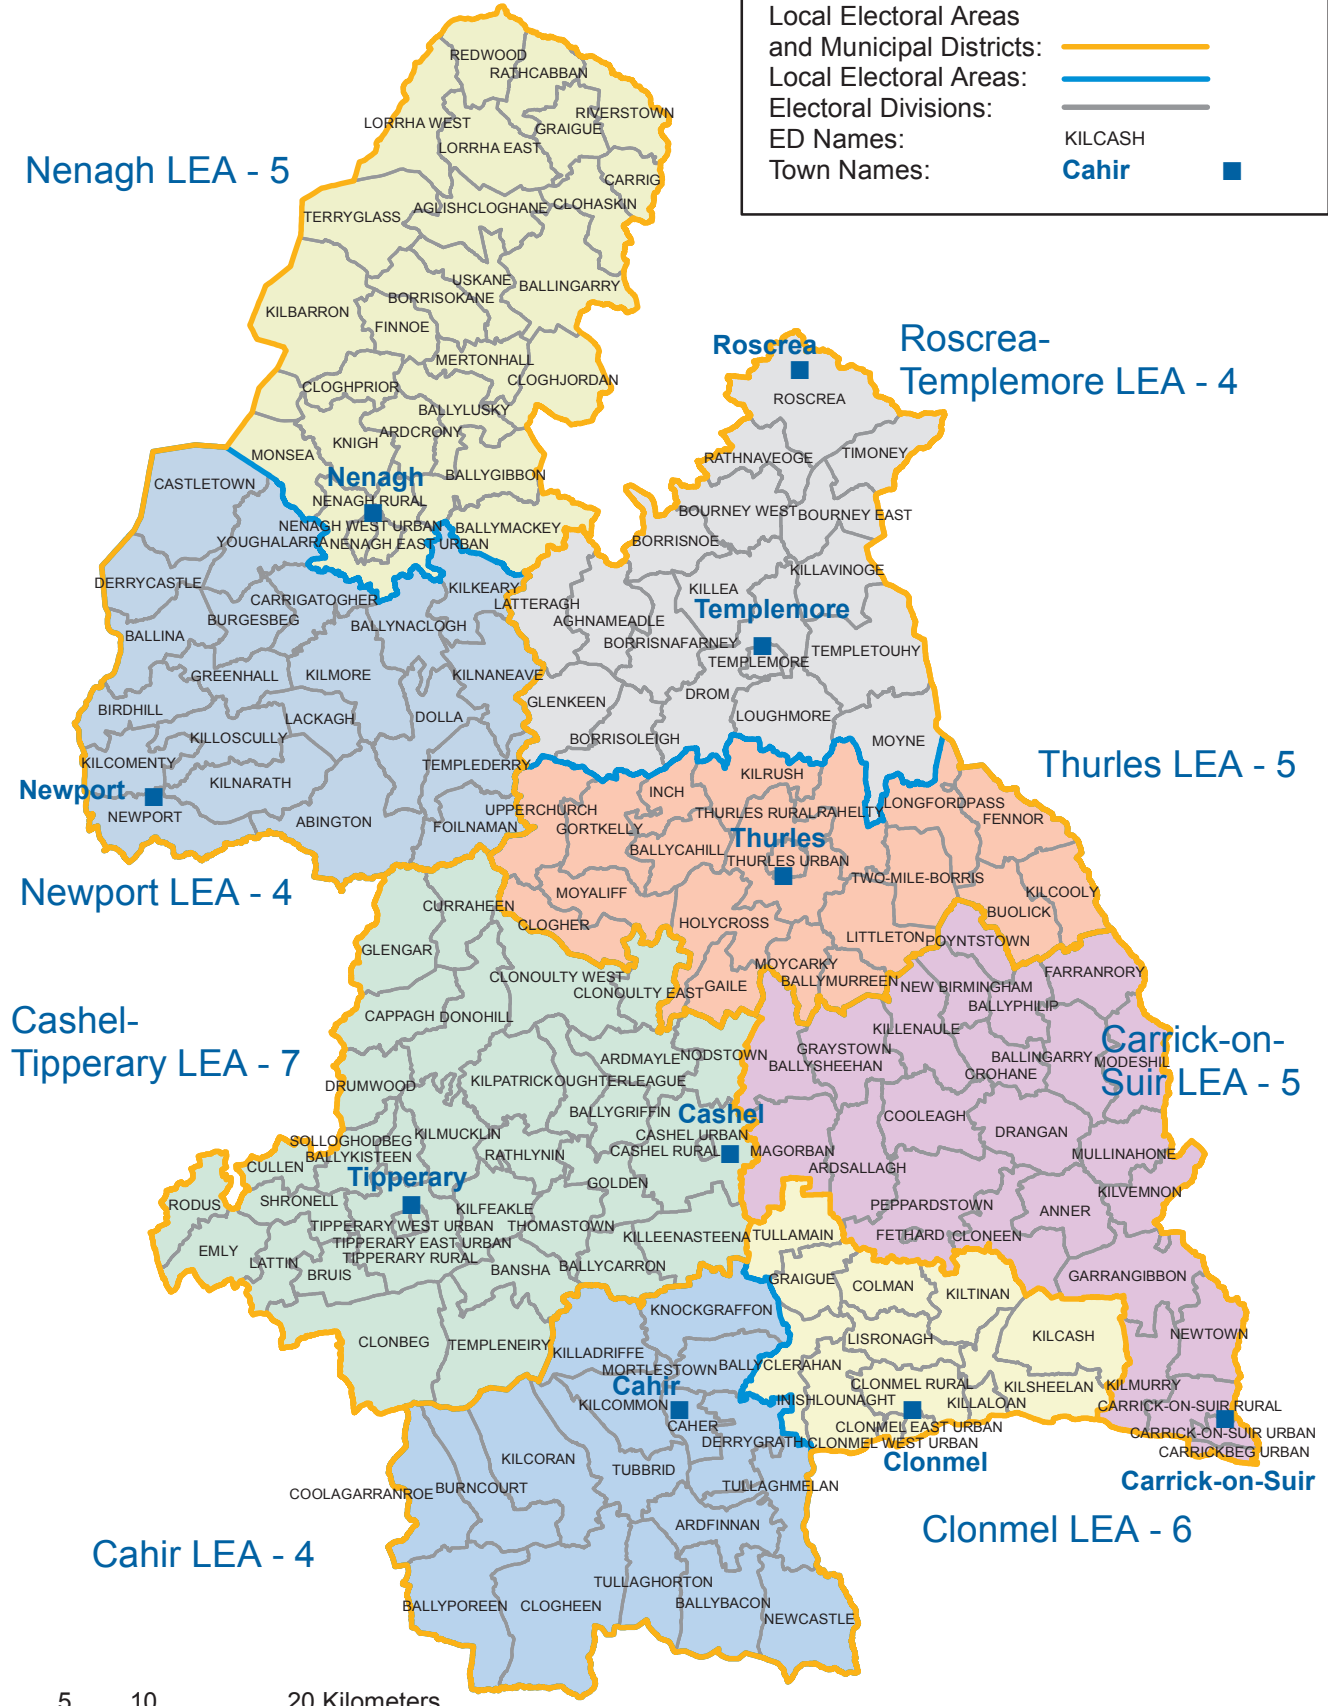 Local Electoral Areas
and Municipal Districts:
Local Electoral Areas:
Electoral Divisions:
ED Names: KILCASH
Town Names: Cahir
Nenagh LEA - 5
REDWOOD
RATHCABBAN
LORRHA WEST
RIVERSTOWN
GRAIGUE
LORRHA EAST
CARRIG
TERRYGLASS
AGLISHCLOGHANE
CLOHASKIN
USKANE
BALLINGARRY
BORRISOKANE
KILBARRON
FINNOE
MERTONHALL
CLOGHPRIOR
CLOGHJORDAN
BALLYLUSKY
ARDCRONY
KNIGH
MONSEA
BALLYGIBBON
Nenagh
NENAGH RURAL
NENAGH WEST URBAN
BALLYMACKEY
NENAGH EAST URBAN
Roscrea-
Templemore LEA - 4
Roscrea
ROSCREA
RATHNAVEOGE
TIMONEY
BOURNEY WEST
BOURNEY EAST
BORRISNOE
KILLAVINOGE
KILLEA
LATTERAGH
Templemore
AGHNAMEADLE
BORRISNAFARNEY
TEMPLEMORE
TEMPLETOUHY
GLENKEEN
DROM
LOUGHMORE
BORRISOLEIGH
MOYNE
CASTLETOWN
YOUGHALARRA
DERRYCASTLE
KILKEARY
CARRIGATOGHER
BURGESBEG
BALLYNACLOGH
BALLINA
GREENHALL
KILMORE
KILNANEAVE
BIRDHILL
LACKAGH
DOLLA
KILLOSCULLY
KILCOMENTY
TEMPLEDERRY
KILNARATH
Newport
NEWPORT
ABINGTON
FOILNAMAN
Newport LEA - 4
Thurles LEA - 5
KILRUSH
INCH
UPPERCHURCH
THURLES RURAL
RAHELTY
LONGFORDPASS
FENNOR
GORTKELLY
Thurles
BALLYCAHILL
THURLES URBAN
TWO-MILE-BORRIS
MOYALIFF
KILCOOLY
BUOLICK
CLOGHER
HOLYCROSS
LITTLETON
MOYCARKY
GAILE
BALLYMURREEN
Cashel-
Tipperary LEA - 7
CURRAHEEN
GLENGAR
CLONOULTY WEST
CLONOULTY EAST
CAPPAGH
DONOHILL
ARDMAYLE
NODSTOWN
DRUMWOOD
KILPATRICK
OUGHTERLEAGUE
BALLYGRIFFIN
Cashel
KILMUCKLIN
CASHEL URBAN
SOLLOGHODBEG
CASHEL RURAL
BALLYKISTEEN
RATHLYNIN
CULLEN
Tipperary
GOLDEN
RODUS
SHRONELL
KILFEAKLE
TIPPERARY WEST URBAN
THOMASTOWN
TIPPERARY EAST URBAN
KILLEENASTEENA
EMLY
LATTIN
TIPPERARY RURAL
BRUIS
BANSHA
BALLYCARRON
CLONBEG
TEMPLENEIRY
Carrick-on-
Suir LEA - 5
POYNTSTOWN
FARRANRORY
NEW BIRMINGHAM
BALLYPHILIP
KILLENAULE
GRAYSTOWN
BALLINGARRY
MODESHIL
BALLYSHEEHAN
CROHANE
COOLEAGH
DRANGAN
MAGORBAN
MULLINAHONE
ARDSALLAGH
KILVEMNON
PEPPARDSTOWN
ANNER
FETHARD
CLONEEN
GARRANGIBBON
NEWTOWN
KILMURRY
CARRICK-ON-SUIR RURAL
CARRICK-ON-SUIR URBAN
CARRICKBEG URBAN
Carrick-on-Suir
TULLAMAIN
GRAIGUE
COLMAN
KILTINAN
LISRONAGH
KILCASH
BALLYCLERAHAN
CLONMEL RURAL
KILSHEELAN
INISHLOUNAGHT
KILLALOAN
CLONMEL EAST URBAN
CLONMEL WEST URBAN
Clonmel
Clonmel LEA - 6
KNOCKGRAFFON
KILLADRIFFE
MORTLESTOWN
Cahir
KILCOMMON
CAHER
DERRYGRATH
KILCORAN
TUBBRID
COOLAGARRANROE
BURNCOURT
TULLAGHMELAN
ARDFINNAN
Cahir LEA - 4
TULLAGHORTON
BALLYPOREEN
CLOGHEEN
BALLYBACON
NEWCASTLE
5 10 20 Kilometers